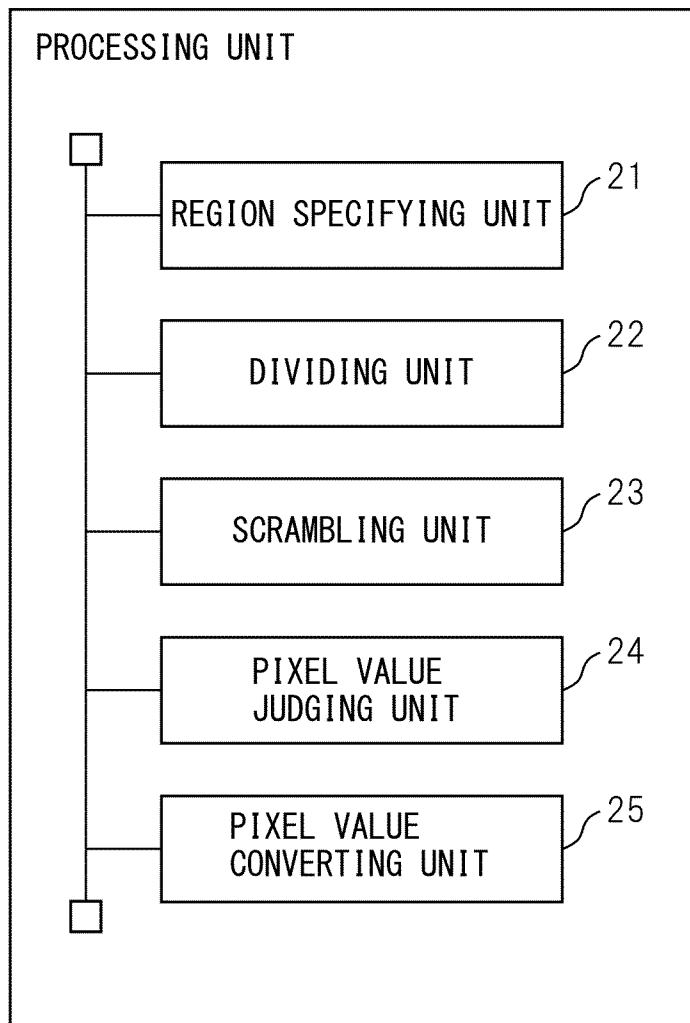 PROCESSING UNIT
REGION SPECIFYING UNIT
21
DIVIDING UNIT
22
SCRAMBLING UNIT
23
PIXEL VALUE
JUDGING UNIT
24
PIXEL VALUE
CONVERTING UNIT
25